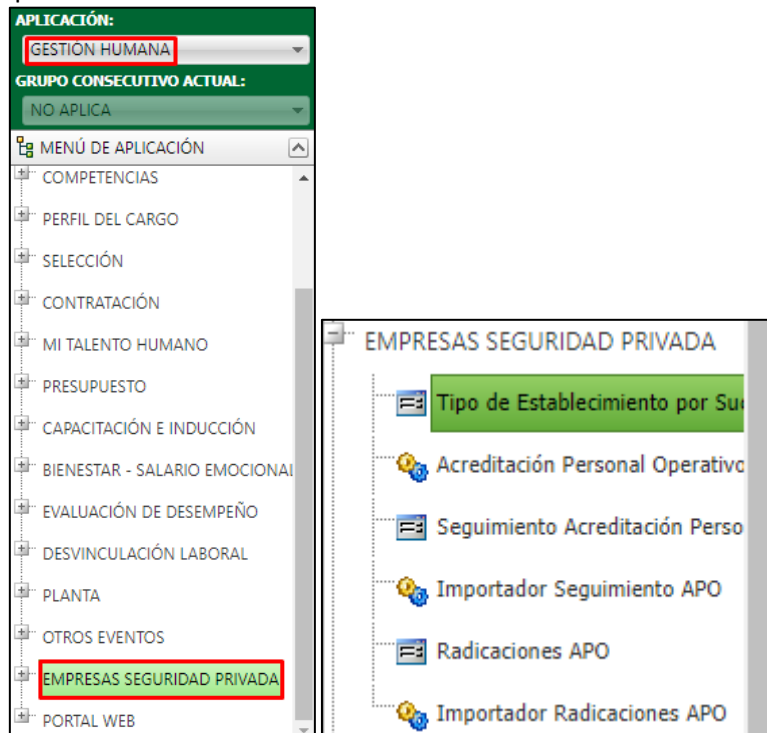 APLICACIÓN:
GESTIÓN HUMANA
GRUPO CONSECUTIVO ACTUAL:
NO APLICA
MENÚ DE APLICACIÓN
COMPETENCIAS
PERFIL DEL CARGO
SELECCIÓN
CONTRATACIÓN
MI TALENTO HUMANO
PRESUPUESTO
CAPACITACIÓN E INDUCCIÓN
BIENESTAR - SALARIO EMOCIONAL
EVALUACIÓN DE DESEMPEÑO
DESVINCULACIÓN LABORAL
PLANTA
OTROS EVENTOS
EMPRESAS SEGURIDAD PRIVADA
PORTAL WEB
EMPRESAS SEGURIDAD PRIVADA
Tipo de Establecimiento por Su
Acreditación Personal Operativo
Seguimiento Acreditación Perso
Importador Seguimiento APO
Radicaciones APO
Importador Radicaciones APO